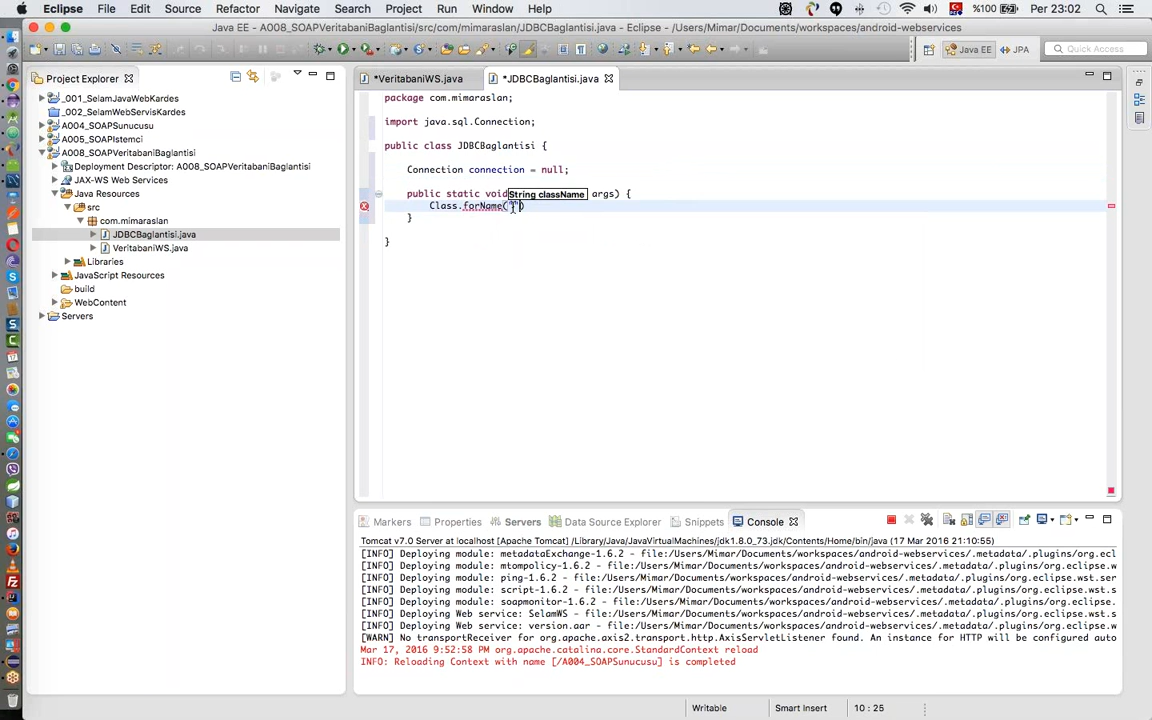 Eclipse File Edit Source Refactor Navigate Search Project Run Window Help %100 Per 23:02
Java EE - A008_SOAPVeritabaniBaglantisi/src/com/mimaraslan/JDBCBaglantisi.java - Eclipse - /Users/Mimar/Documents/workspaces/android-webservices
Java EE JPA Quick Access
Project Explorer
_001_SelamJavaWebKardes
_002_SelamWebServisKardes
A004_SOAPSunucusu
A005_SOAPIstemci
A008_SOAPVeritabaniBaglantisi
Deployment Descriptor: A008_SOAPVeritabaniBaglantisi
JAX-WS Web Services
Java Resources
src
com.mimaraslan
JDBCBaglantisi.java
VeritabaniWS.java
Libraries
JavaScript Resources
build
WebContent
Servers
*VeritabaniWS.java *JDBCBaglantisi.java
package com.mimaraslan;
import java.sql.Connection;
public class JDBCBaglantisi {
Connection connection = null;
public static void String className args) {
Class.forName("")
}
}
Markers Properties Servers Data Source Explorer Snippets Console
Tomcat v7.0 Server at localhost [Apache Tomcat] /Library/Java/JavaVirtualMachines/jdk1.8.0_73.jdk/Contents/Home/bin/java (17 Mar 2016 21:10:55)
[INFO] Deploying module: metadataExchange-1.6.2 - file:/Users/Mimar/Documents/workspaces/android-webservices/.metadata/.plugins/org.ecl
[INFO] Deploying module: mtompolicy-1.6.2 - file:/Users/Mimar/Documents/workspaces/android-webservices/.metadata/.plugins/org.eclipse.w
[INFO] Deploying module: ping-1.6.2 - file:/Users/Mimar/Documents/workspaces/android-webservices/.metadata/.plugins/org.eclipse.wst.ser
[INFO] Deploying module: script-1.6.2 - file:/Users/Mimar/Documents/workspaces/android-webservices/.metadata/.plugins/org.eclipse.wst.s
[INFO] Deploying module: soapmonitor-1.6.2 - file:/Users/Mimar/Documents/workspaces/android-webservices/.metadata/.plugins/org.eclipse.
[INFO] Deploying Web service: SelamWS - file:/Users/Mimar/Documents/workspaces/android-webservices/.metadata/.plugins/org.eclipse.wst.s
[INFO] Deploying Web service: version.aar - file:/Users/Mimar/Documents/workspaces/android-webservices/.metadata/.plugins/org.eclipse.w
[WARN] No transportReceiver for org.apache.axis2.transport.http.AxisServletListener found. An instance for HTTP will be configured auto
Mar 17, 2016 9:52:58 PM org.apache.catalina.core.StandardContext reload
INFO: Reloading Context with name [/A004_SOAPSunucusu] is completed
Writable Smart Insert 10 : 25